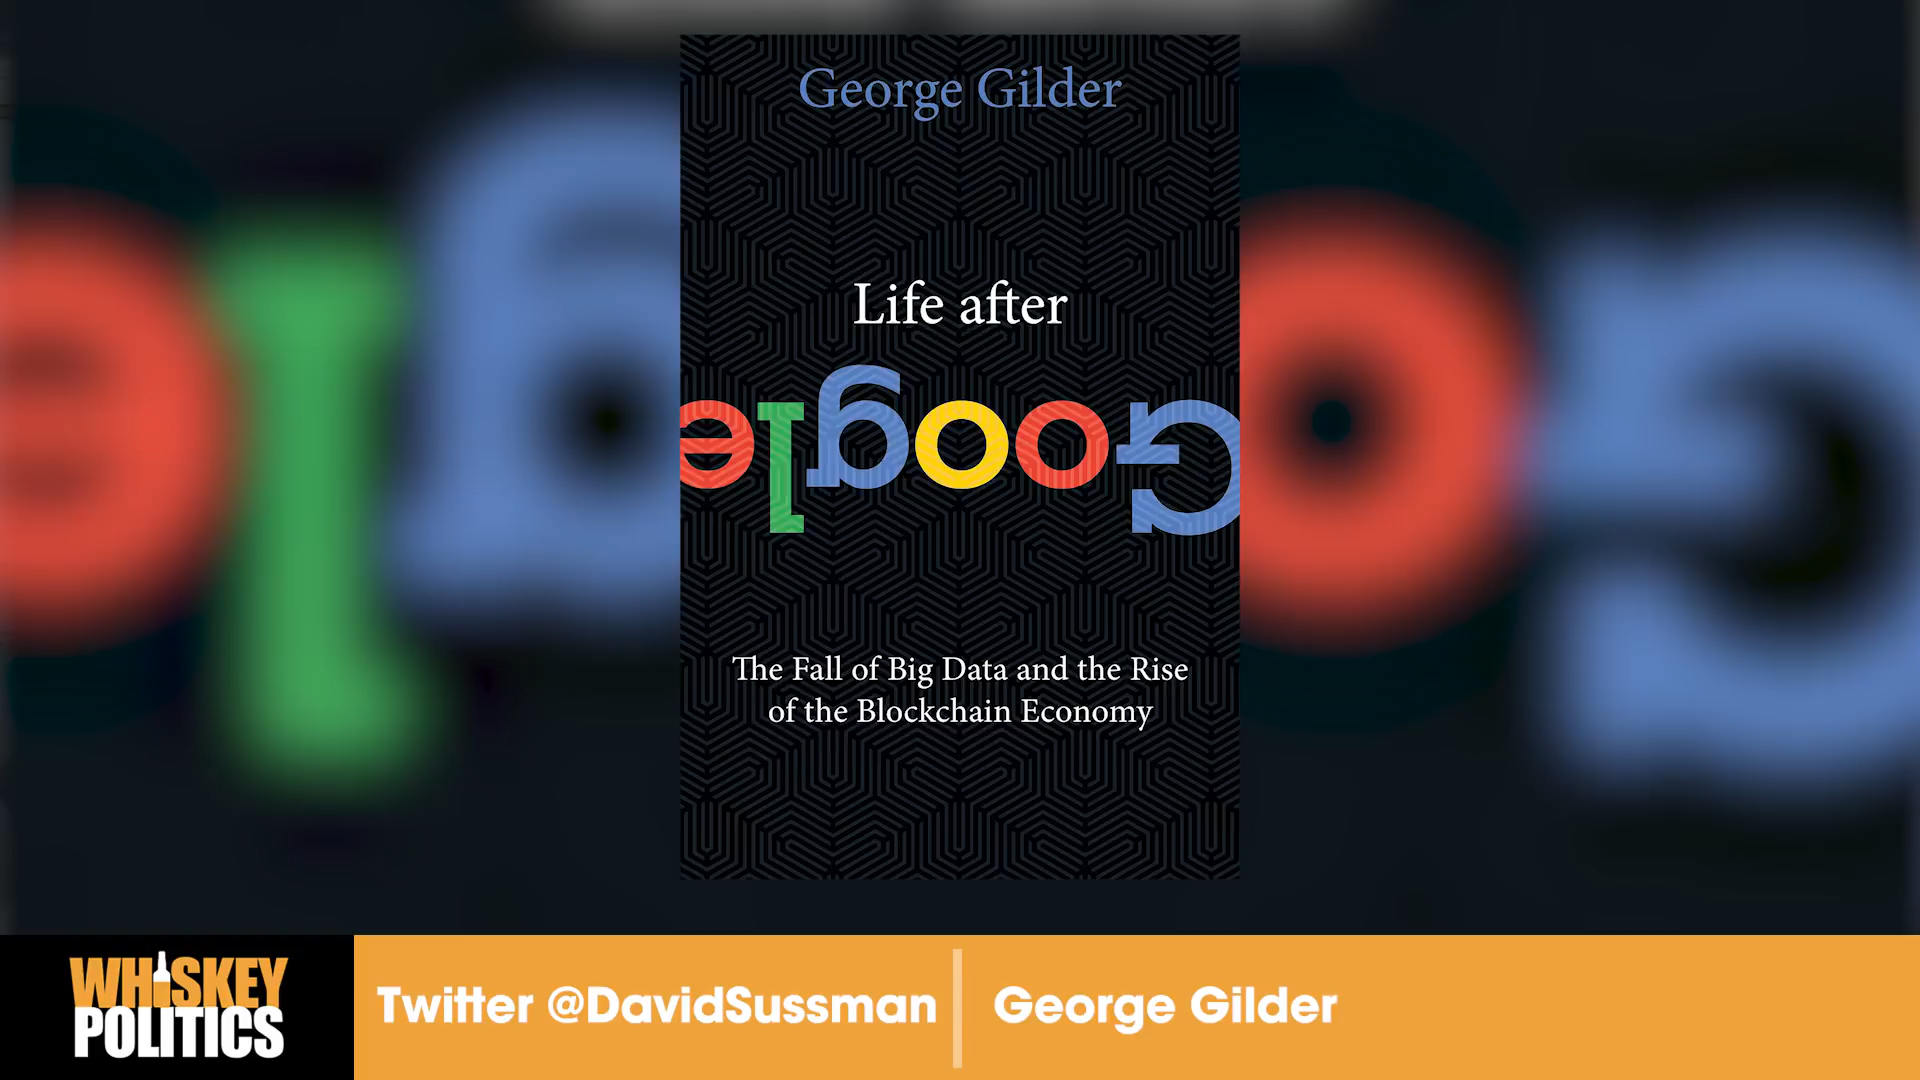 George Gilder
Life after
Google
The Fall of Big Data and the Rise
of the Blockchain Economy
WHISKEY
POLITICS
Twitter @DavidSussman
George Gilder